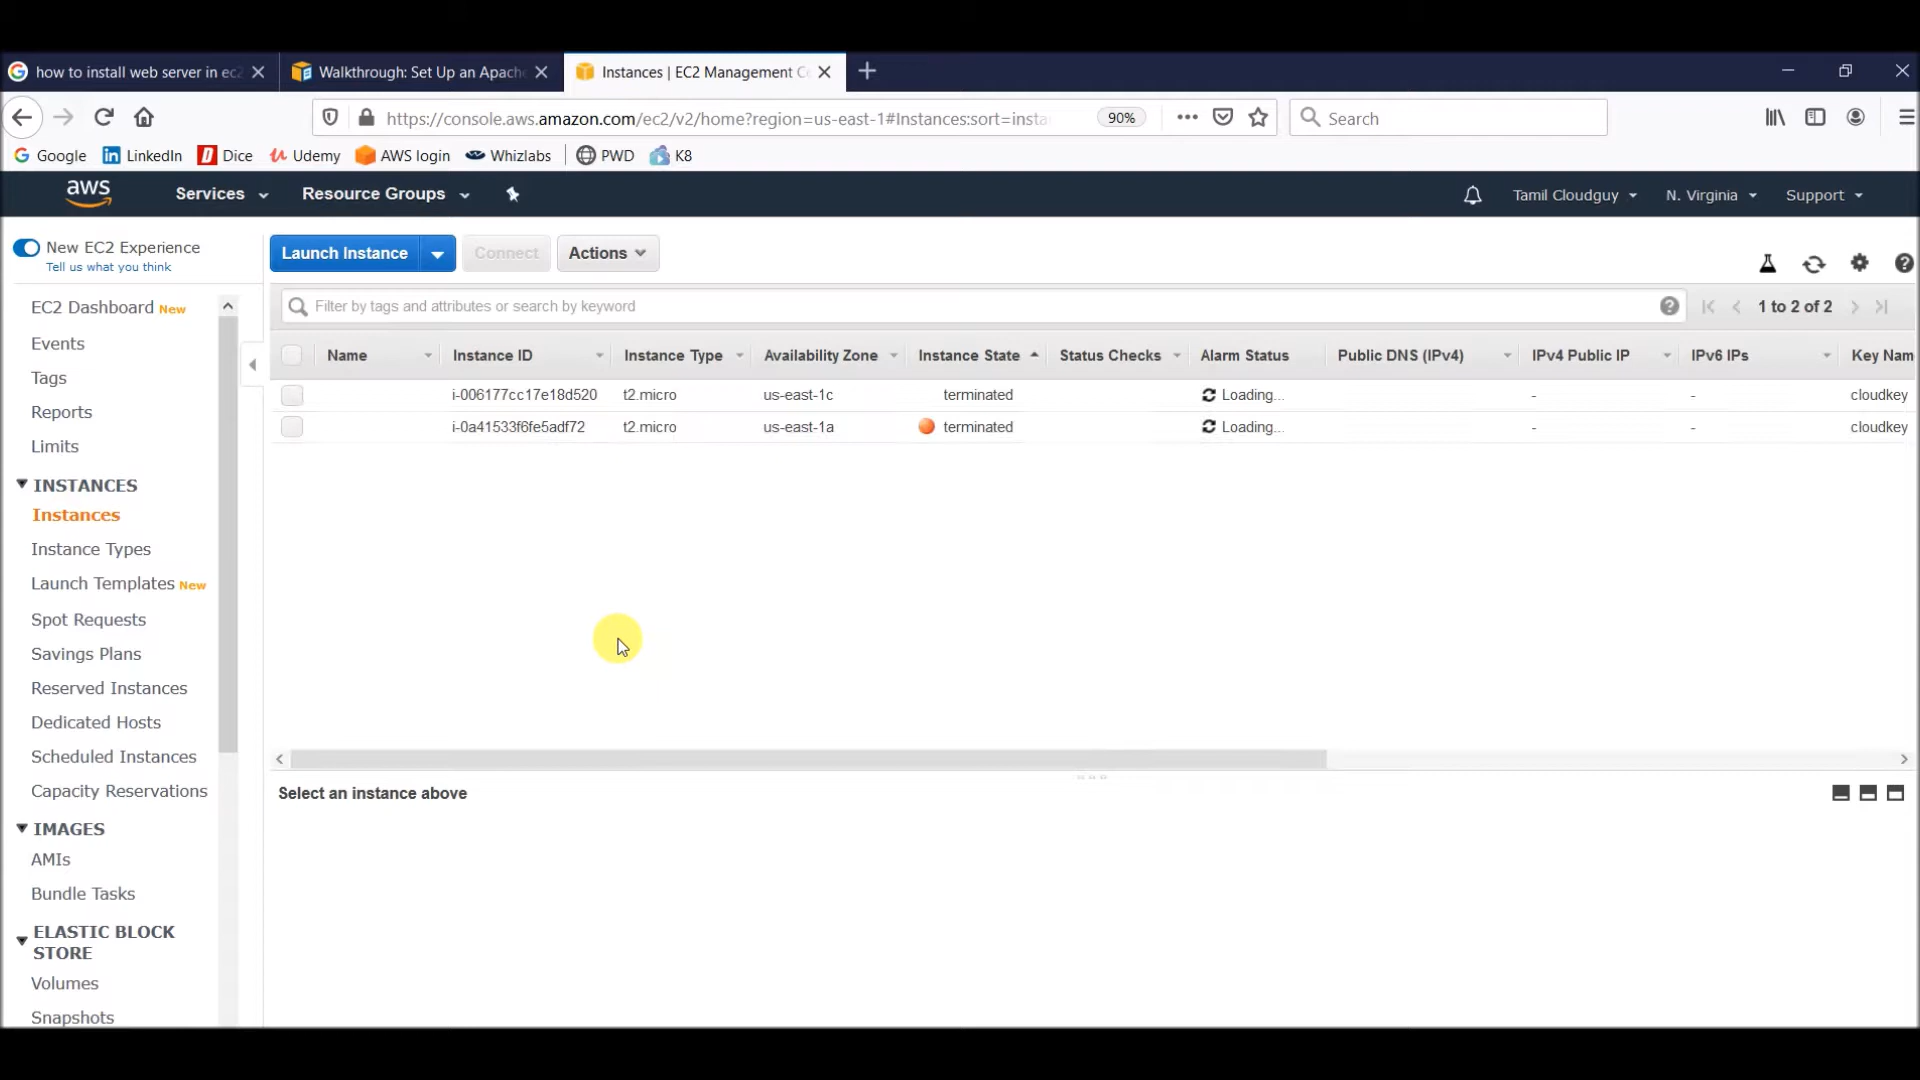 how to install web server in ec2
Walkthrough: Set Up an Apach
Instances | EC2 Management C
https://console.aws.amazon.com/ec2/v2/home?region=us-east-1#Instances:sort=insta
90%
Search
Google
LinkedIn
Dice
Udemy
AWS login
Whizlabs
PWD
K8
aws
Services
Resource Groups
Tamil Cloudguy
N. Virginia
Support
New EC2 Experience
Tell us what you think
Launch Instance
Connect
Actions
EC2 Dashboard New
Events
Tags
Reports
Limits
INSTANCES
Instances
Instance Types
Launch Templates New
Spot Requests
Savings Plans
Reserved Instances
Dedicated Hosts
Scheduled Instances
Capacity Reservations
IMAGES
AMIs
Bundle Tasks
ELASTIC BLOCK
STORE
Volumes
Snapshots
Filter by tags and attributes or search by keyword
1 to 2 of 2
Name Instance ID Instance Type Availability Zone Instance State Status Checks Alarm Status Public DNS (IPv4) IPv4 Public IP IPv6 IPs Key Nam
i-006177cc17e18d520 t2.micro us-east-1c terminated Loading... - - cloudkey
i-0a41533f6fe5adf72 t2.micro us-east-1a terminated Loading... - - cloudkey
Select an instance above